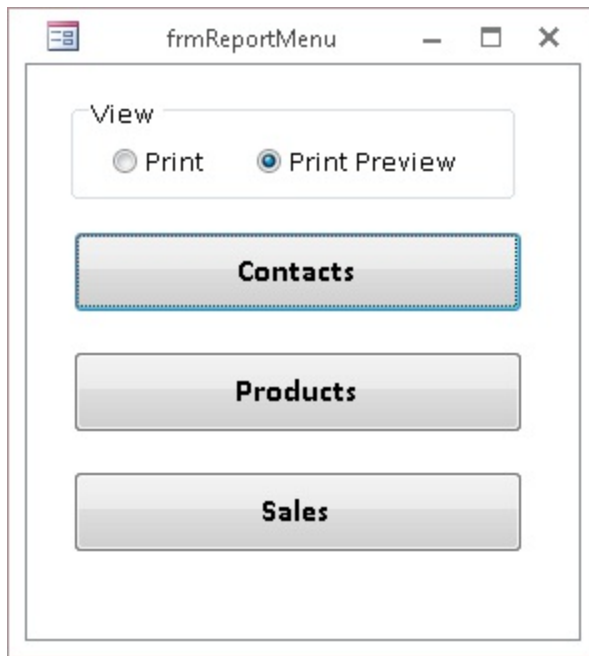 frmReportMenu
View
Print Print Preview
Contacts
Products
Sales